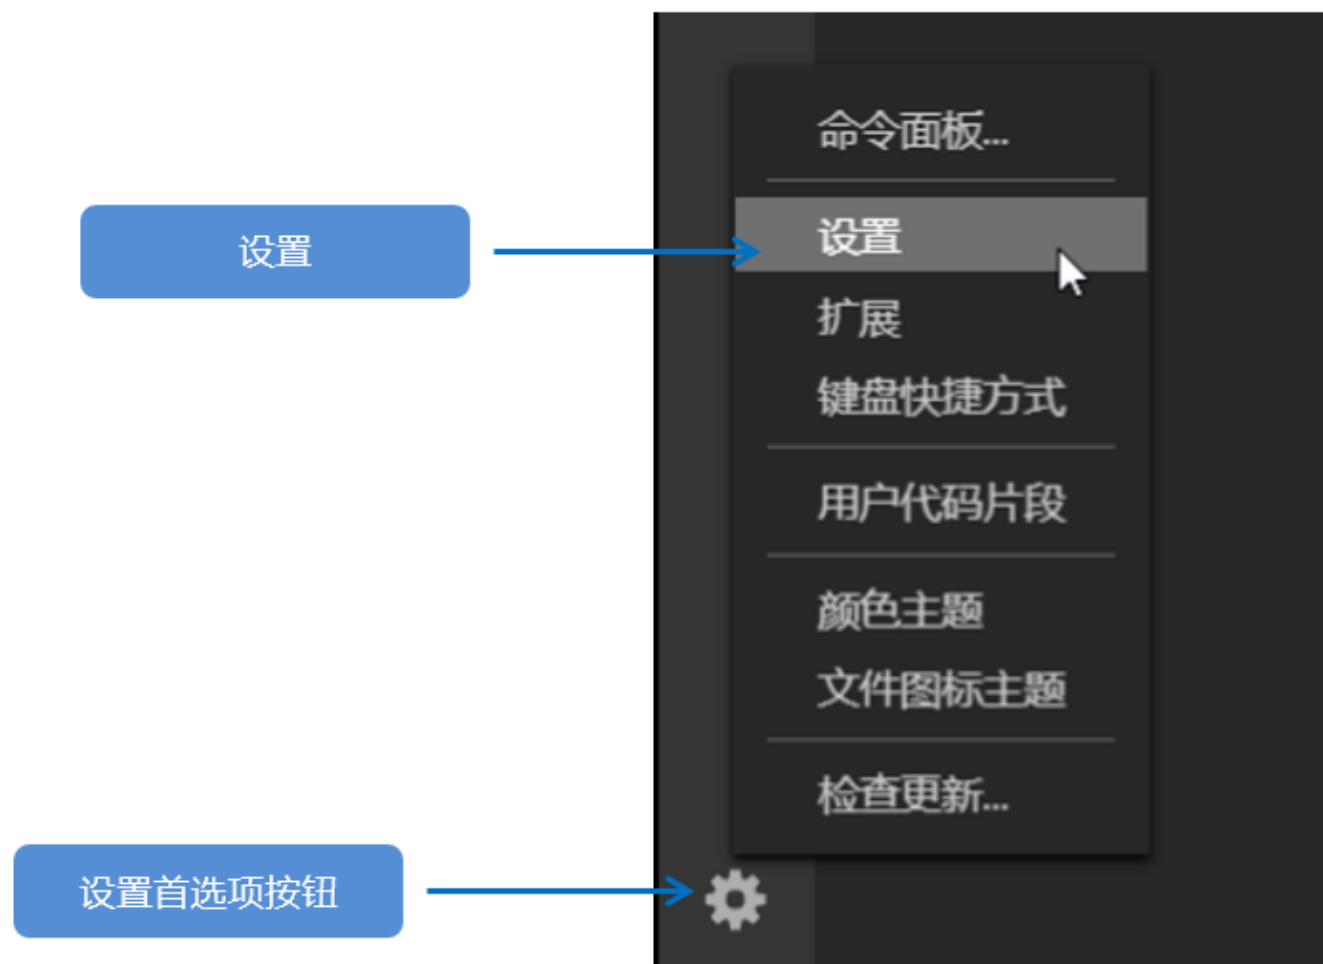 命令面板...
设置
设置
扩展
键盘快捷方式
用户代码片段
颜色主题
文件图标主题
检查更新...
设置首选项按钮